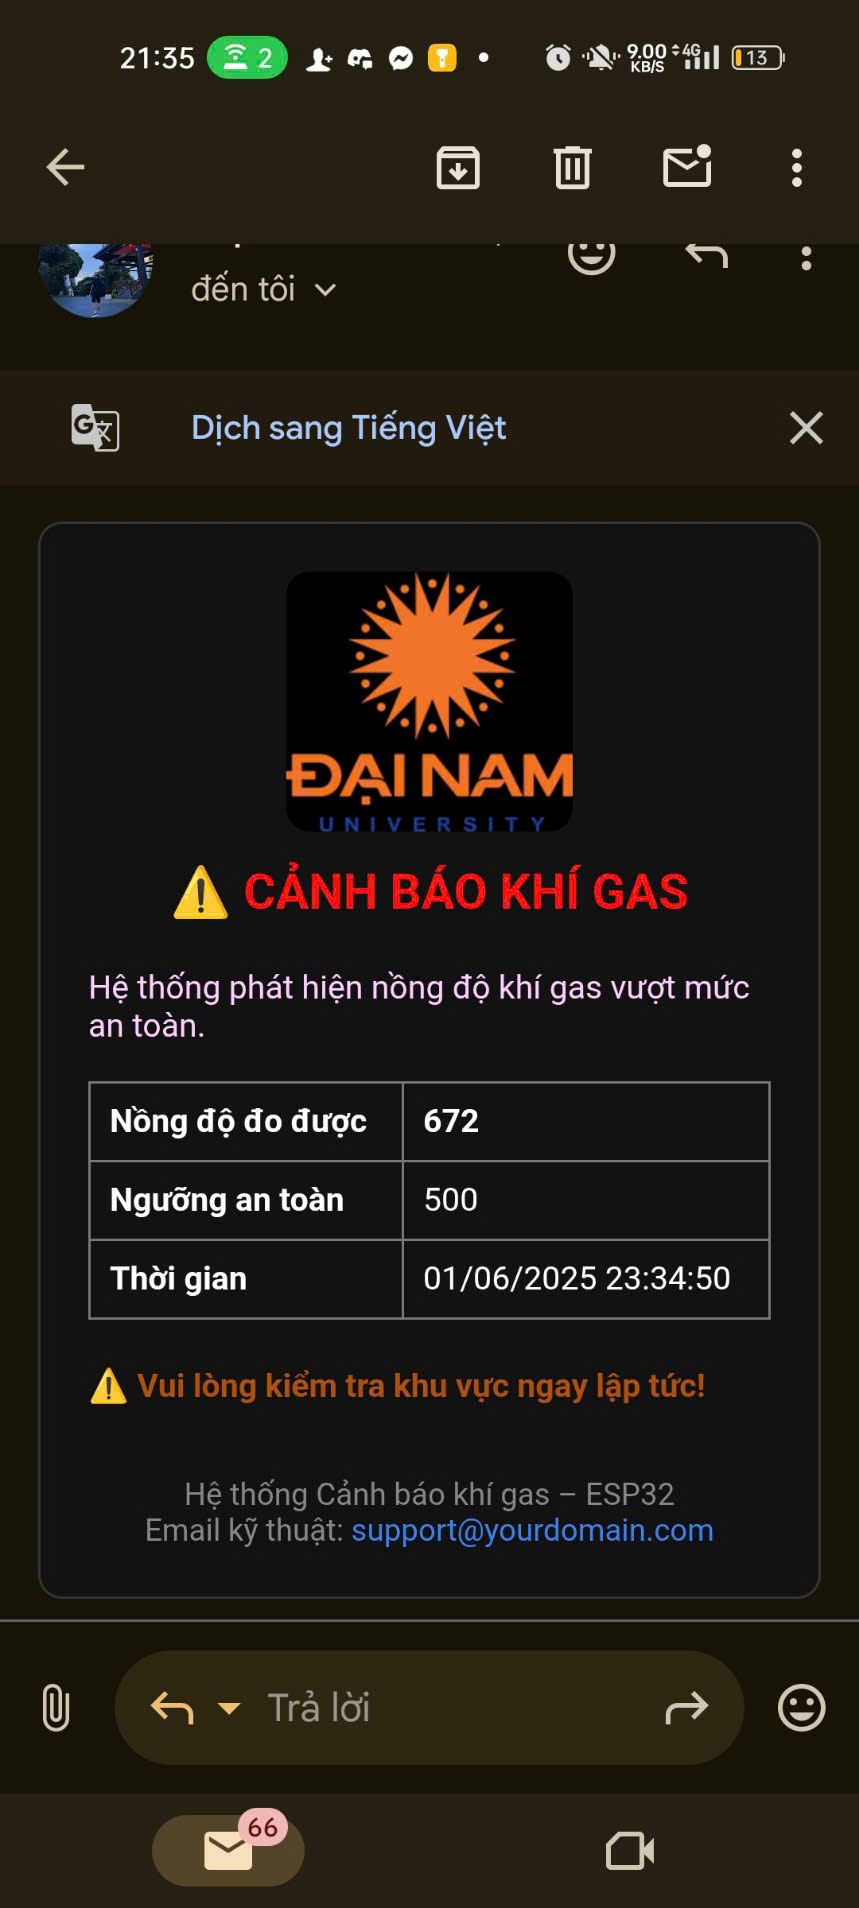 21:35 2 9.00 KB/S 4G 13
đến tôi
Dịch sang Tiếng Việt
ĐẠI NAM
UNIVERSITY
⚠️ CẢNH BÁO KHÍ GAS
Hệ thống phát hiện nồng độ khí gas vượt mức
an toàn.
Nồng độ đo được 672
Ngưỡng an toàn 500
Thời gian 01/06/2025 23:34:50
⚠️ Vui lòng kiểm tra khu vực ngay lập tức!
Hệ thống Cảnh báo khí gas – ESP32
Email kỹ thuật: support@yourdomain.com
Trả lời
66